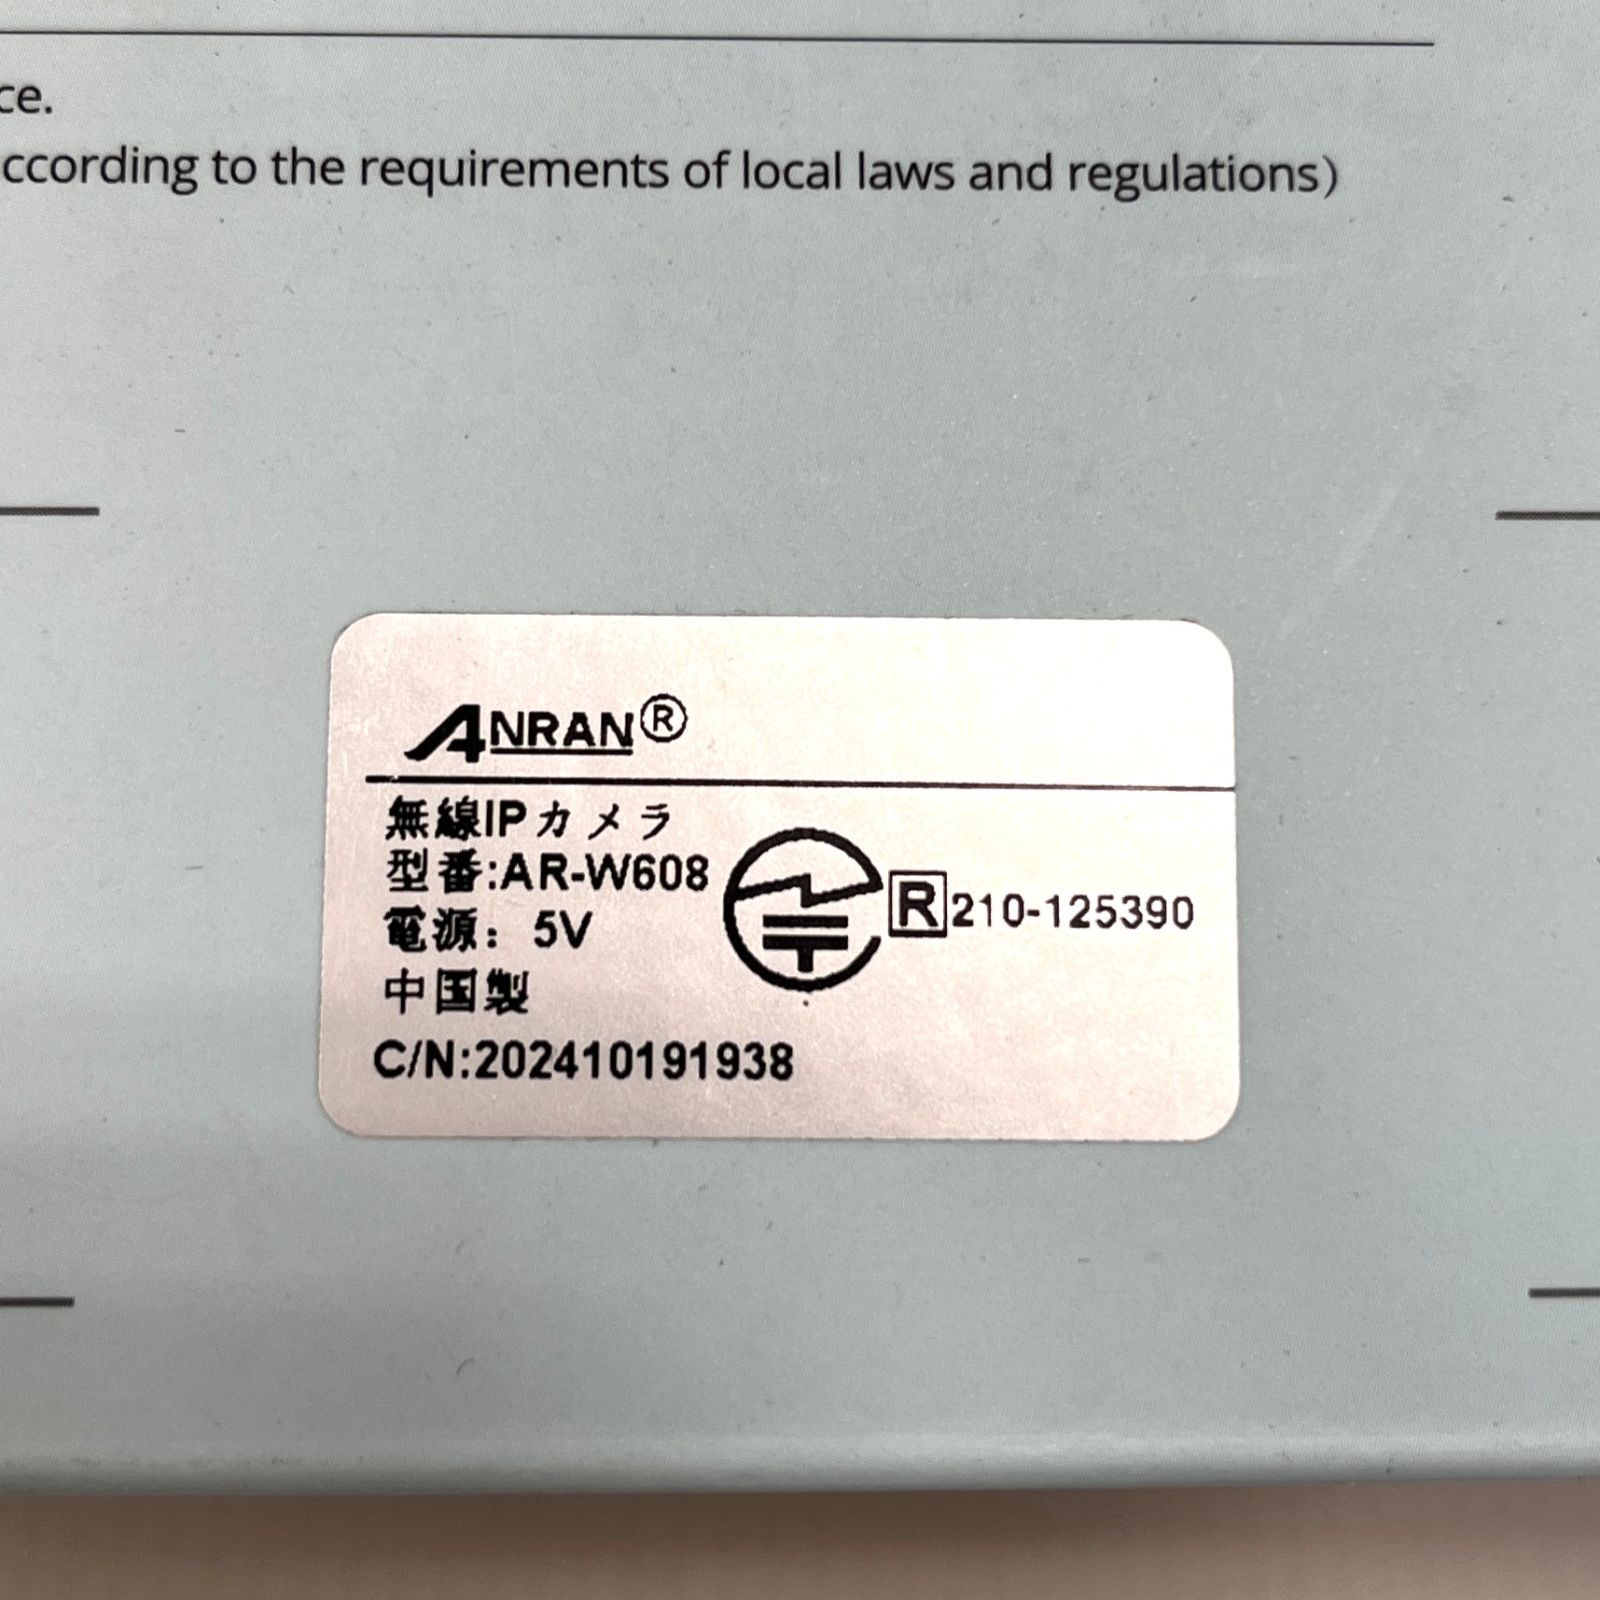 ce.
ccording to the requirements of local laws and regulations)
ANRAN®
無線IPカメラ
型番:AR-W608
電源：5V
R 210-125390
中国製
C/N:202410191938